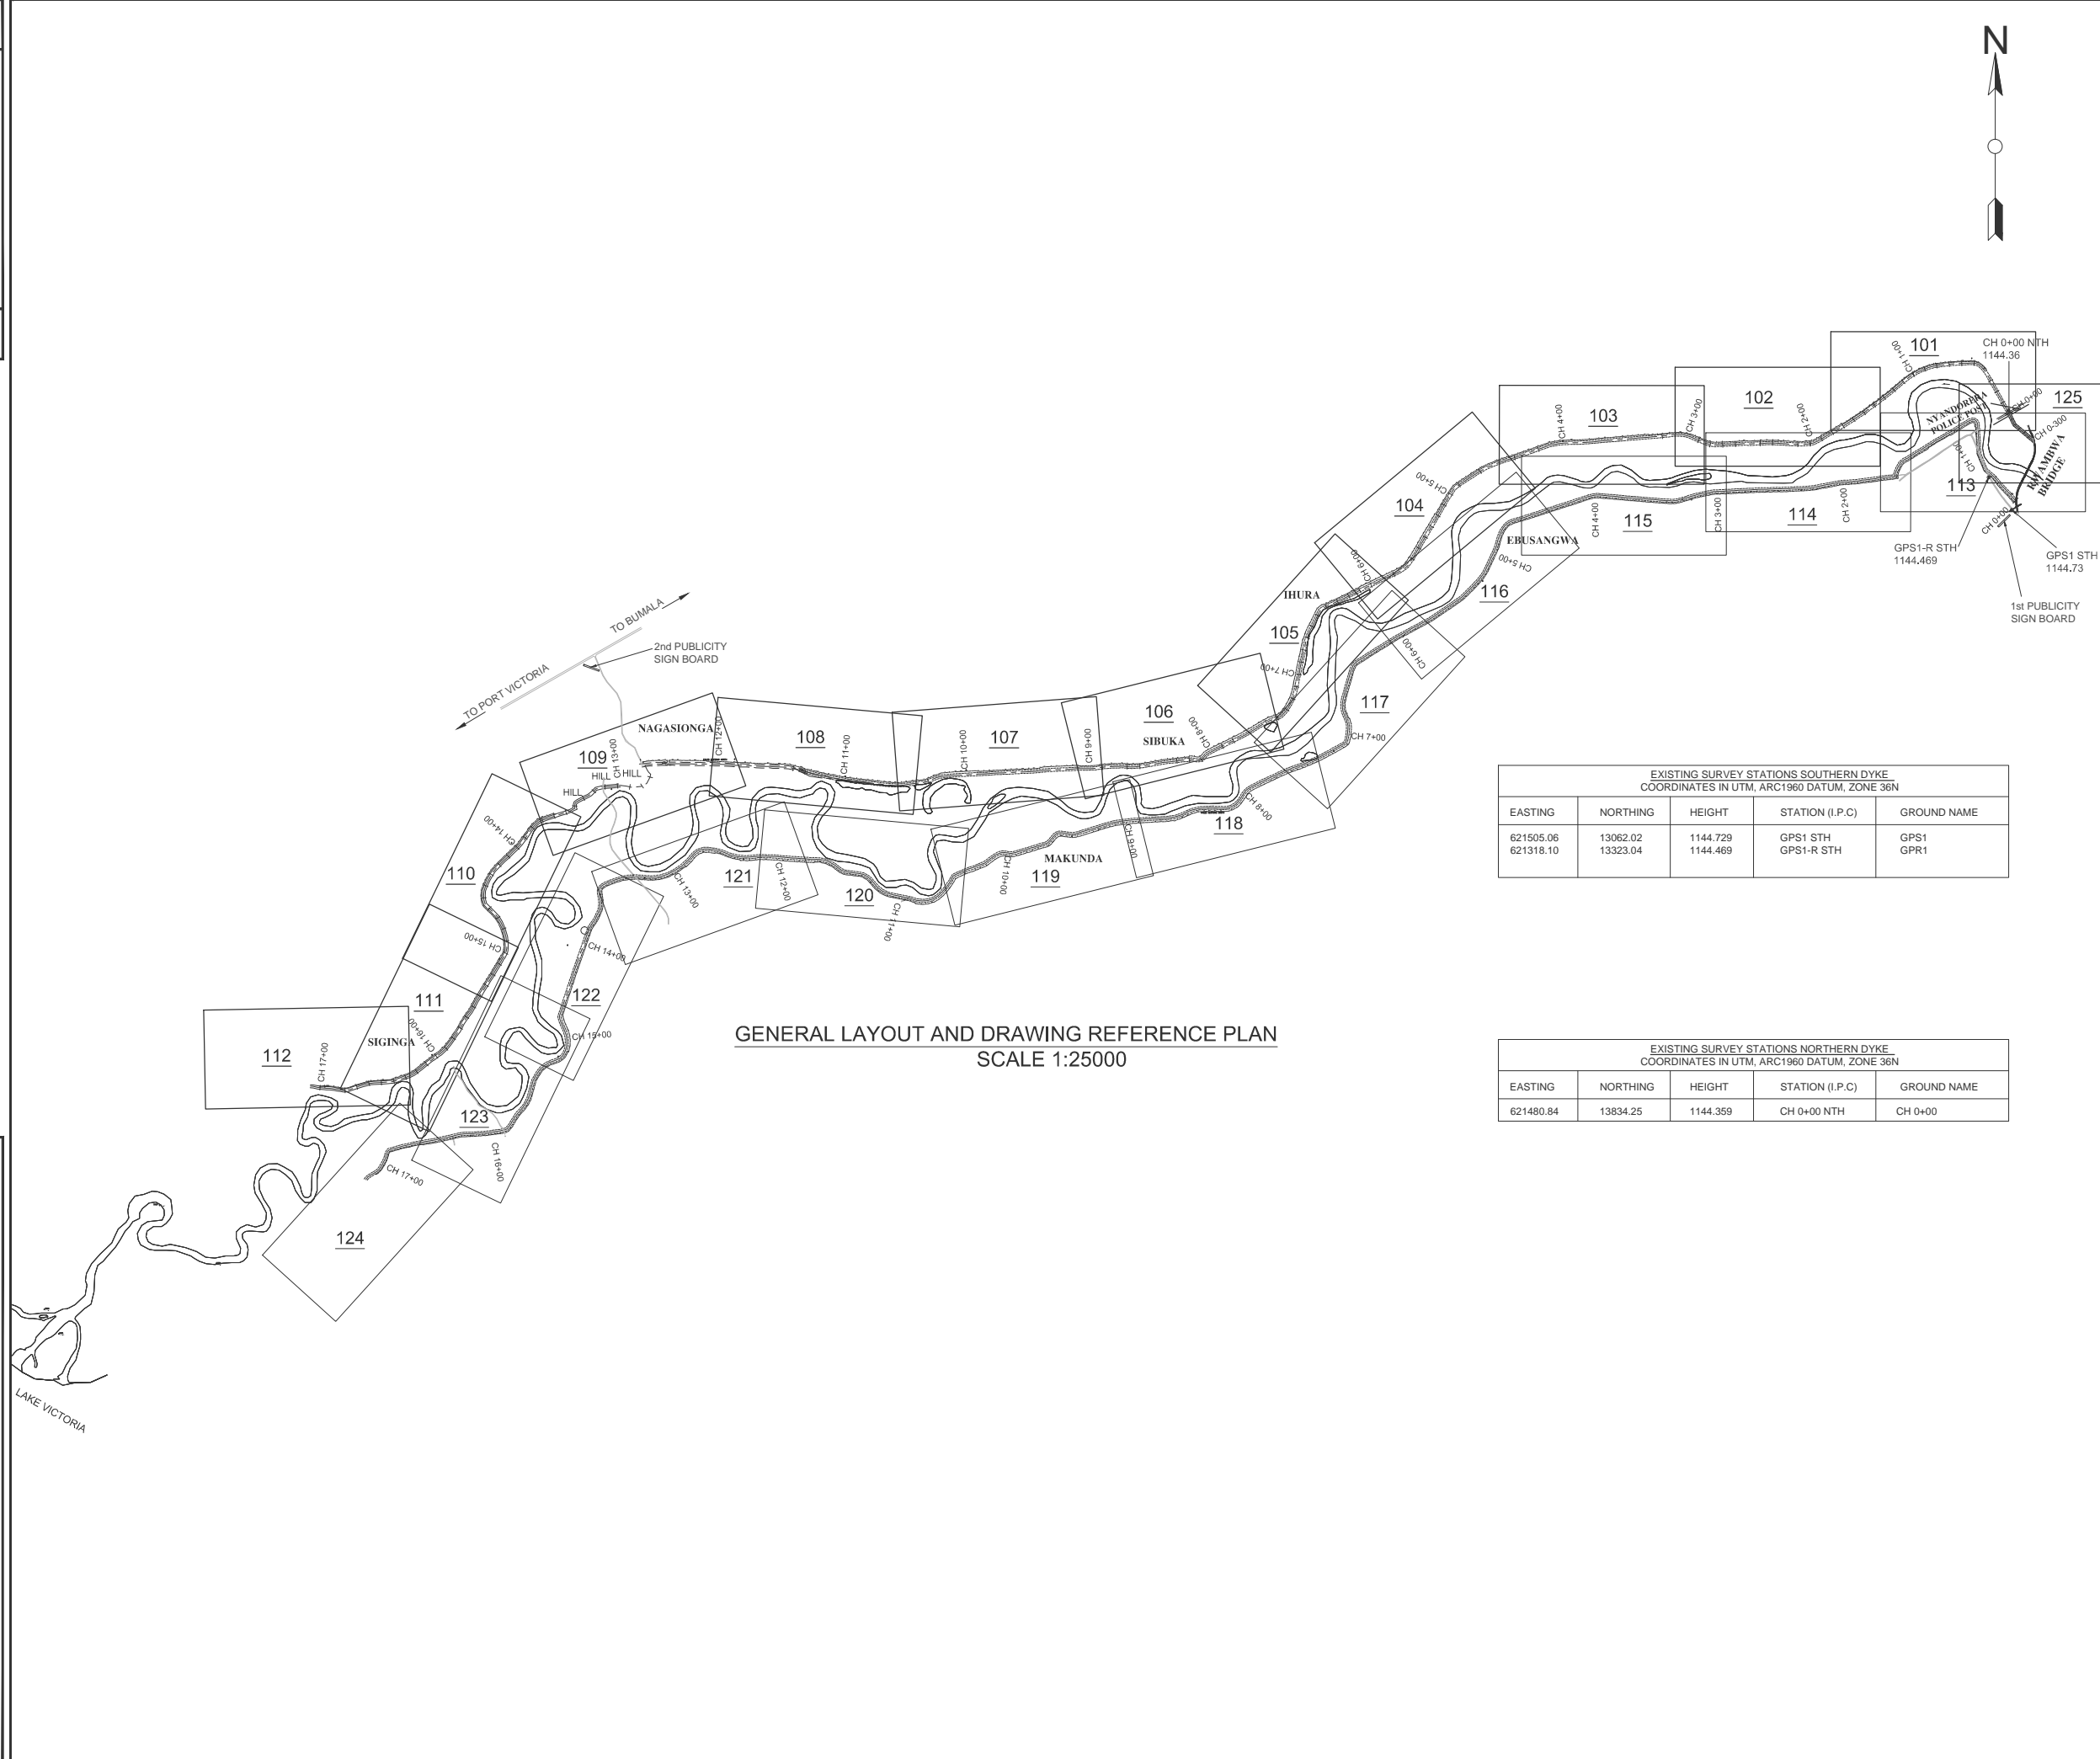 N
101
CH 1+00
CH 0+00 NTH
1144.36
102
125
CH 0+00
CH 0-300
NYANDORERA
POLICE POST
BRIDGE
103
CH 4+00
CH 3+00
CH 2+00
CH 1+00
113
CH 0+00
GPS1-R STH
1144.469
GPS1 STH
1144.73
1st PUBLICITY
SIGN BOARD
104
CH 5+00
CH 6+00
115
CH 4+00
CH 3+00
114
CH 2+00
EBUSANGWA
CH 5+00
116
IHURA
105
CH 7+00
CH 6+00
117
CH 7+00
TO BUMALA
TO PORT VICTORIA
2nd PUBLICITY
SIGN BOARD
NAGASIONGA
109
CH 13+00
CH 12+00
HILL
HILL
HILL
108
CH 11+00
107
CH 10+00
CH 9+00
106
SIBUKA
CH 8+00
118
CH 8+00
CH 9+00
MAKUNDA
119
CH 10+00
120
CH 11+00
121
CH 12+00
CH 13+00
110
CH 14+00
CH 15+00
CH 14+00
122
CH 15+00
111
SIGINGA
CH 16+00
112
CH 17+00
123
CH 16+00
CH 17+00
124
LAKE VICTORIA
GENERAL LAYOUT AND DRAWING REFERENCE PLAN
SCALE 1:25000
EXISTING SURVEY STATIONS SOUTHERN DYKE
COORDINATES IN UTM, ARC1960 DATUM, ZONE 36N
EASTING NORTHING HEIGHT STATION (I.P.C) GROUND NAME
621505.06 13062.02 1144.729 GPS1 STH GPS1
621318.10 13323.04 1144.469 GPS1-R STH GPR1
EXISTING SURVEY STATIONS NORTHERN DYKE
COORDINATES IN UTM, ARC1960 DATUM, ZONE 36N
EASTING NORTHING HEIGHT STATION (I.P.C) GROUND NAME
621480.84 13834.25 1144.359 CH 0+00 NTH CH 0+00